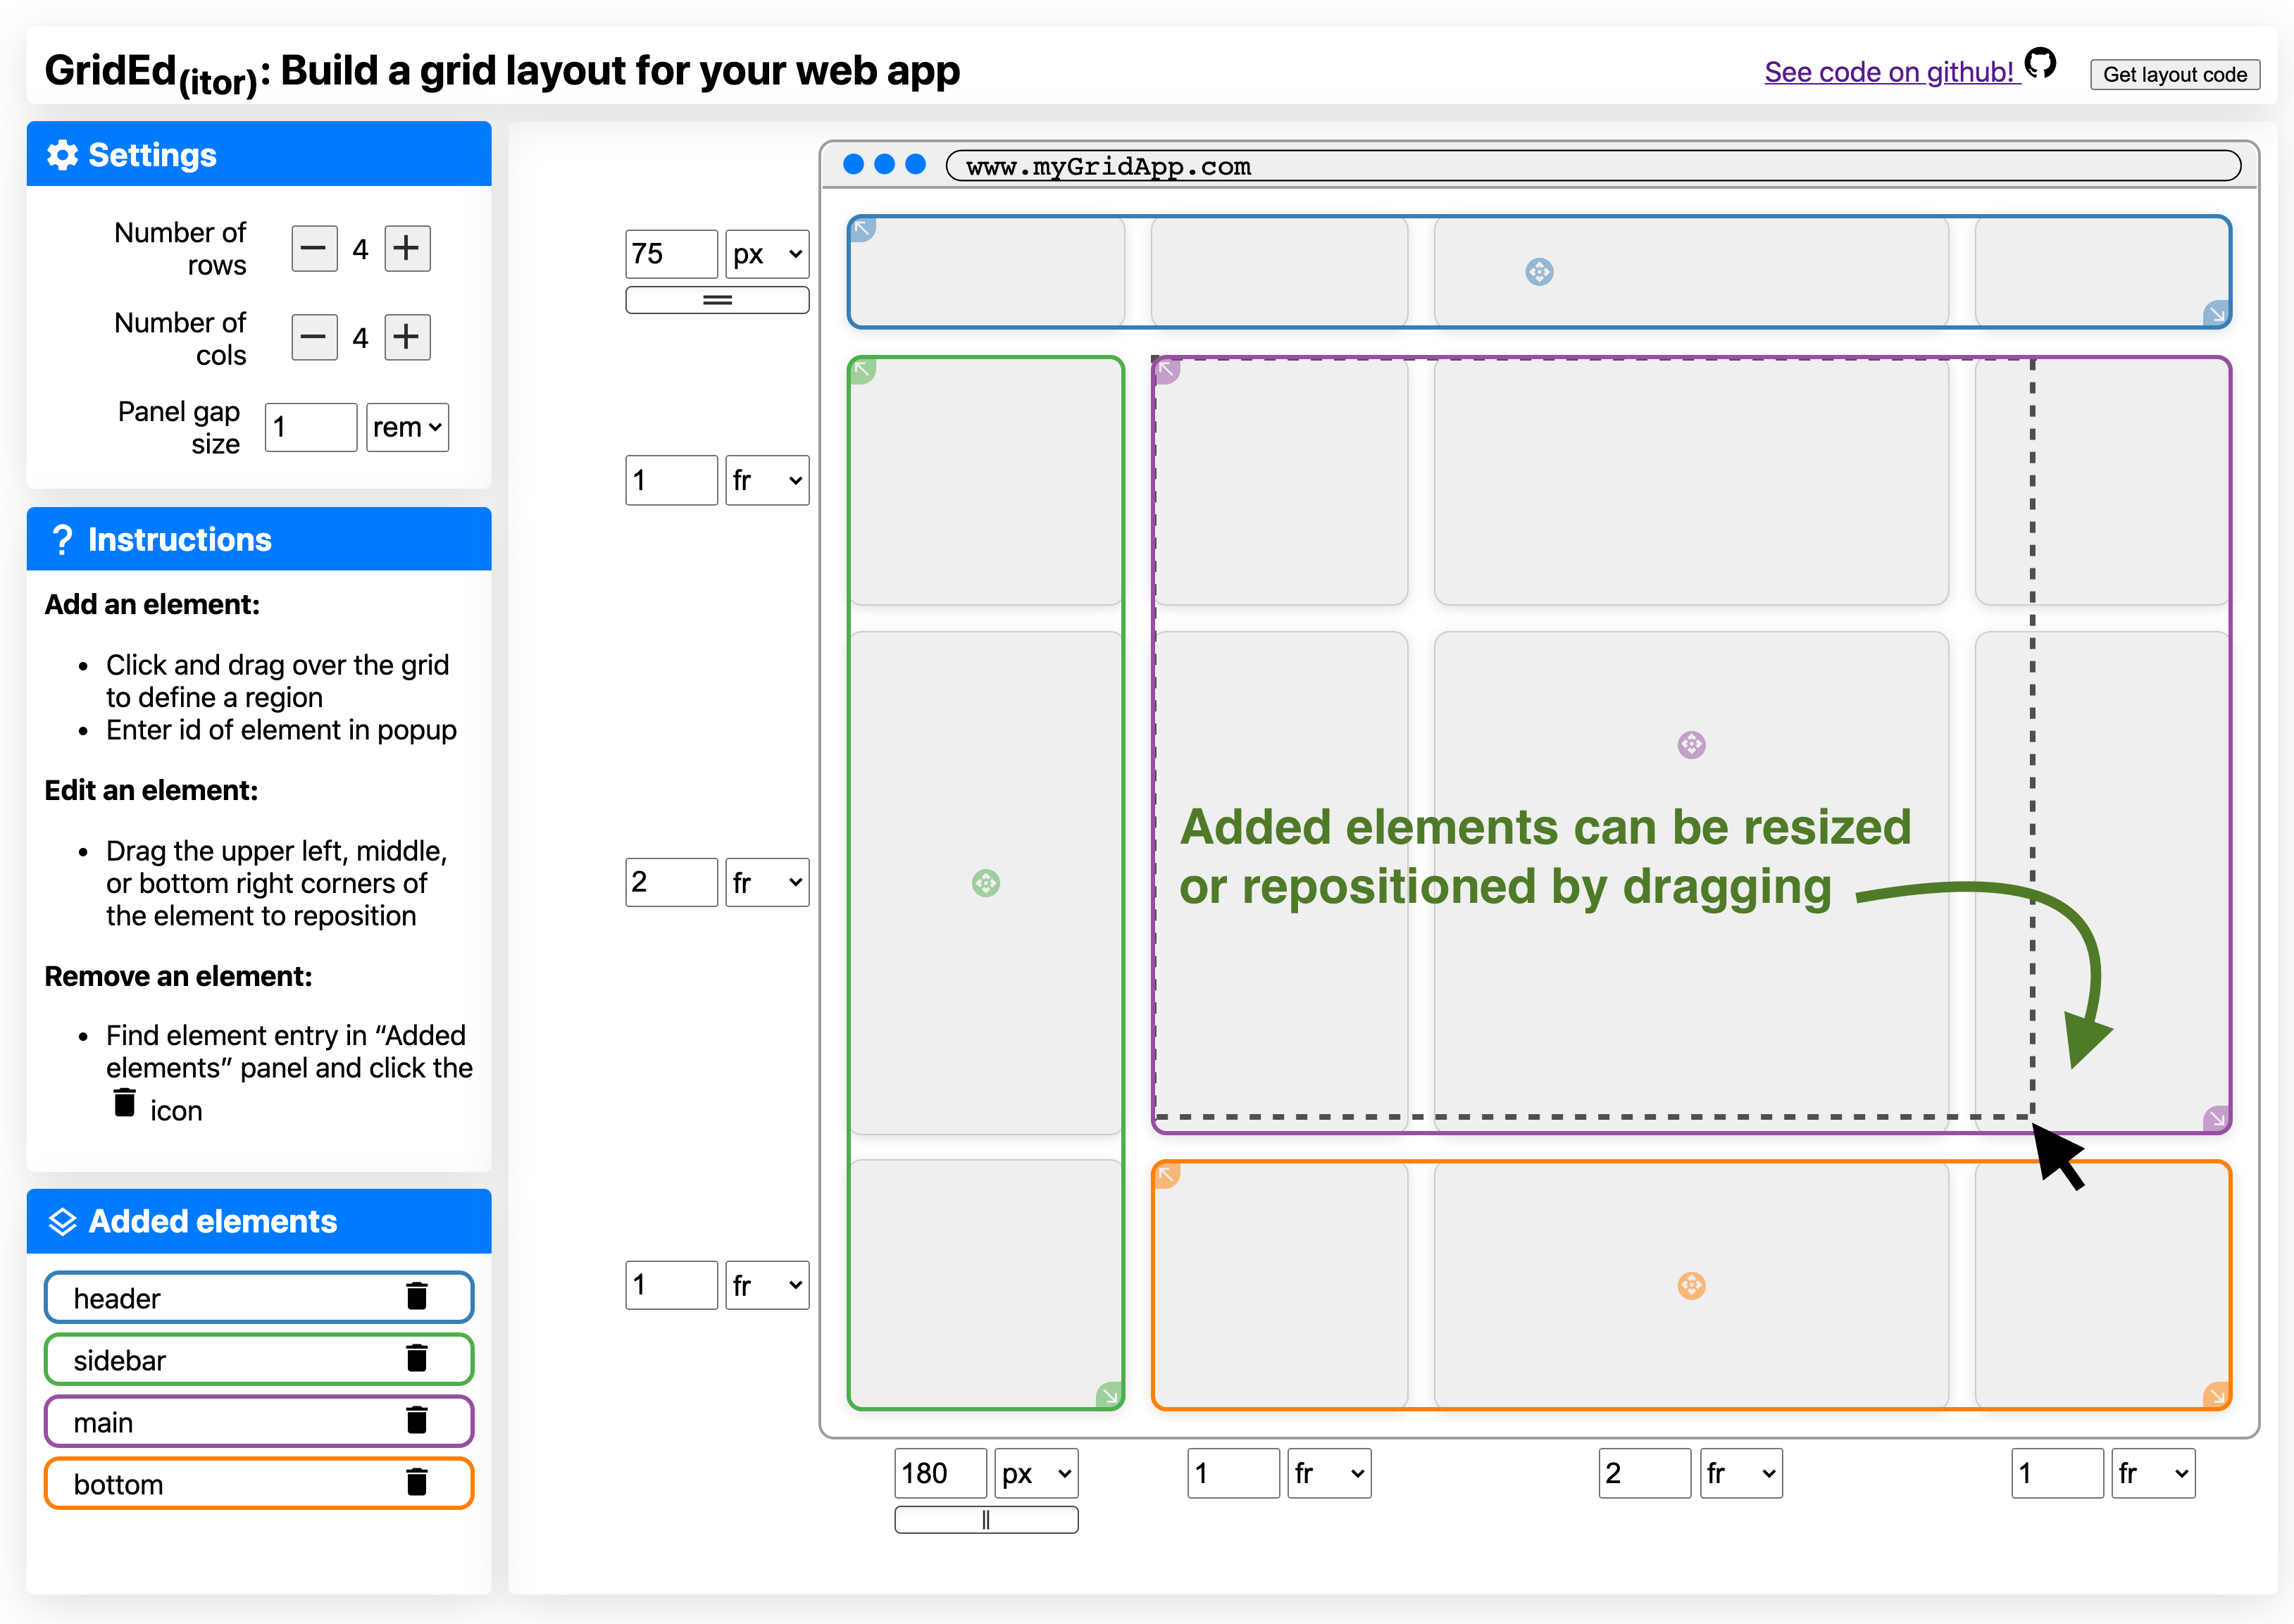 GridEd(itor): Build a grid layout for your web app
See code on github!
Get layout code
Settings
Number of
rows
4
Number of
cols
4
Panel gap
size
1
rem
? Instructions
Add an element:
• Click and drag over the grid
to define a region
• Enter id of element in popup
Edit an element:
• Drag the upper left, middle,
or bottom right corners of
the element to reposition
Remove an element:
• Find element entry in “Added
elements” panel and click the
icon
Added elements
header
sidebar
main
bottom
www.myGridApp.com
75 px
1 fr
2 fr
1 fr
Added elements can be resized
or repositioned by dragging
180 px
1 fr
2 fr
1 fr